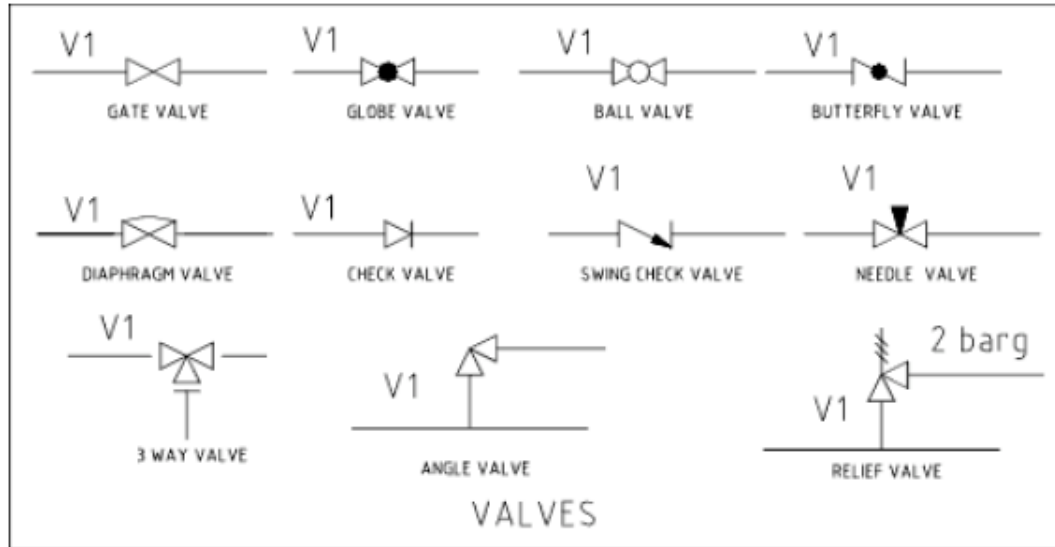 V1
GATE VALVE
V1
GLOBE VALVE
V1
BALL VALVE
V1
BUTTERFLY VALVE
V1
DIAPHRAGM VALVE
V1
CHECK VALVE
V1
SWING CHECK VALVE
V1
NEEDLE VALVE
V1
3 WAY VALVE
V1
ANGLE VALVE
2 barg
V1
RELIEF VALVE
VALVES